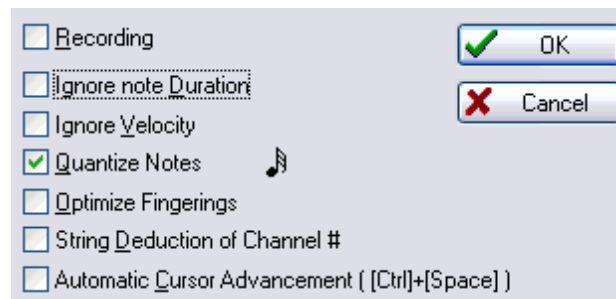 Recording
OK
Ignore note Duration
Cancel
Ignore Velocity
Quantize Notes
Optimize Fingerings
String Deduction of Channel #
Automatic Cursor Advancement ( [Ctrl]+[Space] )